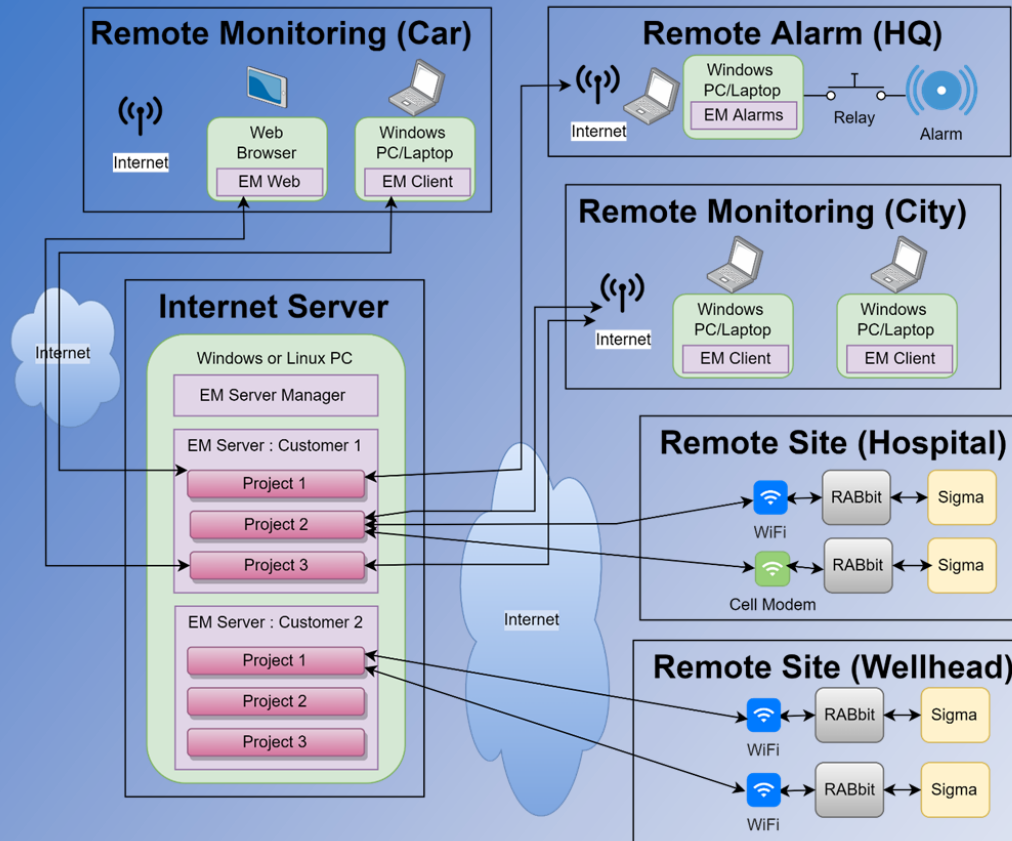 Remote Monitoring (Car)
Internet
Web
Browser
EM Web
Windows
PC/Laptop
EM Client
Remote Alarm (HQ)
Internet
Windows
PC/Laptop
EM Alarms
Relay
Alarm
Remote Monitoring (City)
Internet
Windows
PC/Laptop
EM Client
Windows
PC/Laptop
EM Client
Internet
Internet Server
Windows or Linux PC
EM Server Manager
EM Server : Customer 1
Project 1
Project 2
Project 3
EM Server : Customer 2
Project 1
Project 2
Project 3
Internet
Remote Site (Hospital)
WiFi
RABbit
Sigma
Cell Modem
RABbit
Sigma
Remote Site (Wellhead)
WiFi
RABbit
Sigma
WiFi
RABbit
Sigma